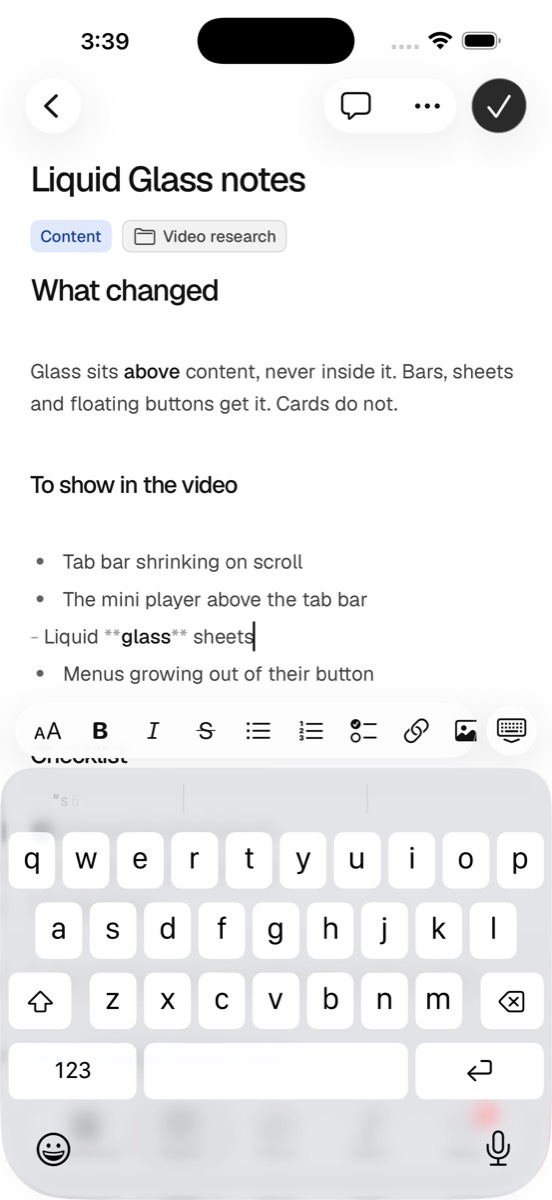 3:39
Liquid Glass notes
Content
Video research
What changed
Glass sits above content, never inside it. Bars, sheets
and floating buttons get it. Cards do not.
To show in the video
• Tab bar shrinking on scroll
• The mini player above the tab bar
- Liquid **glass** sheets
• Menus growing out of their button
AA B I S
Checklist
“sh
q w e r t y u i o p
a s d f g h j k l
z x c v b n m
123